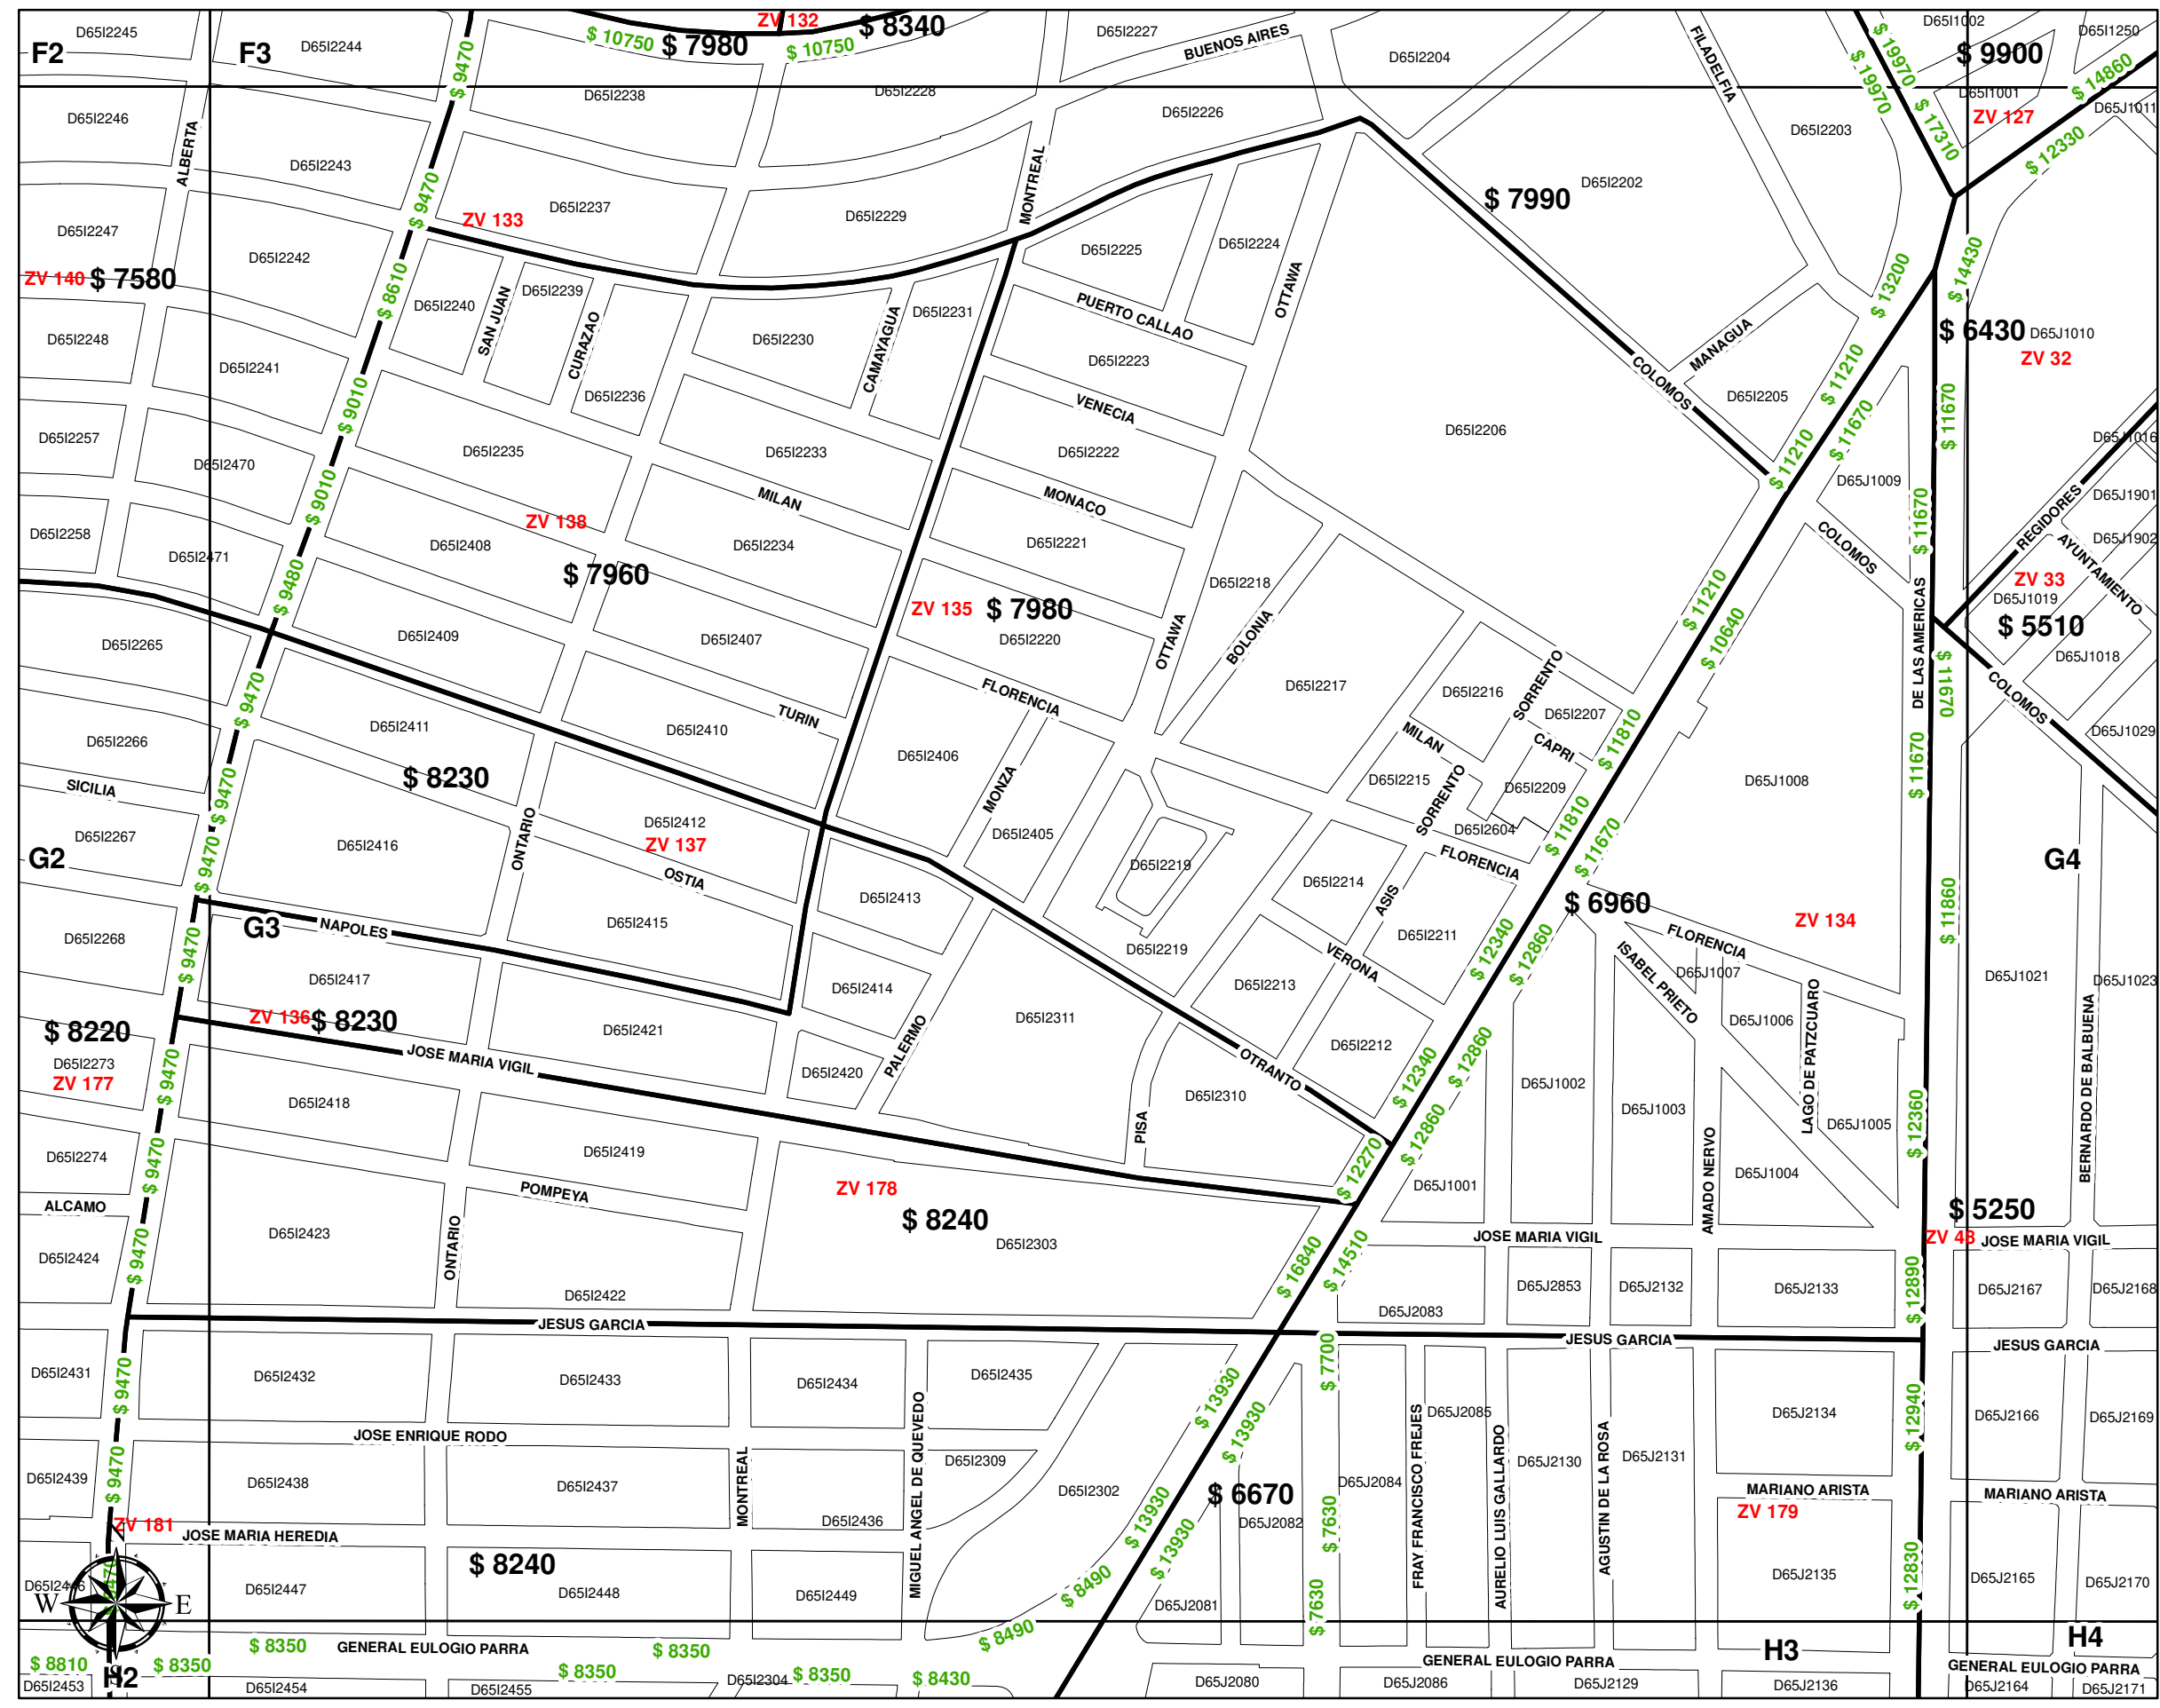 D65I2245
F2
F3
D65I2244
$ 9470
$ 10750
$ 7980
ZV 132
$ 10750
$ 8340
D65I2227
BUENOS AIRES
D65I2204
FILADELFIA
$ 19970
$ 19970
D65I1002
$ 9900
D65I1250
$ 14860
D65I1001
ZV 127
D65J1011
$ 17310
$ 12330
D65I2246
ALBERTA
D65I2243
D65I2238
D65I2228
D65I2226
D65I2203
MONTREAL
$ 9470
ZV 133
D65I2237
D65I2229
$ 7990
D65I2202
D65I2247
D65I2242
D65I2225
D65I2224
OTTAWA
ZV 140
$ 7580
$ 8610
D65I2240
SAN JUAN
D65I2239
CURAZAO
D65I2230
CAMAYAGUA
D65I2231
PUERTO CALLAO
$ 13200
$ 14430
$ 6430
D65J1010
ZV 32
D65I2248
D65I2241
D65I2236
D65I2223
COLOMOS
MANAGUA
$ 11210
D65I2205
$ 9010
VENECIA
$ 11670
$ 11670
D65I2257
D65I2470
D65I2235
D65I2233
D65I2222
D65I2206
$ 11210
D65J1016
$ 9010
MILAN
MONACO
D65J1009
$ 11670
REGIDORES
D65J1901
D65I2258
D65I2471
ZV 138
D65I2408
D65I2234
D65I2221
COLOMOS
D65J1902
AYUNTAMIENTO
$ 9480
$ 7960
ZV 135
$ 7980
D65I2218
BOLONIA
OTTAWA
$ 11210
$ 10640
DE LAS AMERICAS
ZV 33
D65J1019
$ 5510
D65I2265
D65I2409
D65I2407
D65I2220
D65J1018
$ 9470
FLORENCIA
D65I2217
D65I2216
SORRENTO
$ 11670
COLOMOS
D65I2266
D65I2411
D65I2410
TURIN
D65I2207
$ 11810
D65J1029
D65I2406
MONZA
MILAN
CAPRI
SICILIA
$ 9470
$ 8230
D65I2215
SORRENTO
D65I2209
D65J1008
$ 11670
D65I2267
ONTARIO
D65I2412
ZV 137
D65I2405
D65I2604
$ 11810
$ 11670
G2
$ 9470
D65I2416
OSTIA
D65I2219
FLORENCIA
G4
D65I2413
D65I2214
ASIS
$ 6960
ZV 134
$ 11860
G3
NAPOLES
D65I2415
D65I2211
$ 12340
$ 12860
FLORENCIA
D65I2268
$ 9470
D65I2219
VERONA
ISABEL PRIETO
D65J1007
D65J1021
D65J1023
D65I2417
D65I2414
D65I2213
LAGO DE PATZCUARO
ZV 136
$ 8230
D65I2421
D65I2311
D65J1006
BERNARDO DE BALBUENA
$ 8220
D65I2273
ZV 177
JOSE MARIA VIGIL
PALERMO
D65I2420
OTRANTO
D65I2212
$ 12340
$ 12860
D65J1002
$ 9470
D65I2418
D65I2310
D65J1003
D65J1005
$ 12360
PISA
$ 12860
D65I2274
D65I2419
$ 9470
POMPEYA
ZV 178
$ 12270
D65J1001
AMADO NERVO
D65J1004
ALCAMO
$ 8240
$ 5250
D65I2424
$ 9470
D65I2423
ONTARIO
D65I2303
$ 16840
$ 14510
JOSE MARIA VIGIL
ZV 48
JOSE MARIA VIGIL
D65I2422
D65J2083
D65J2853
D65J2132
D65J2133
$ 12890
D65J2167
D65J2168
JESUS GARCIA
JESUS GARCIA
JESUS GARCIA
D65I2431
$ 9470
D65I2432
D65I2433
D65I2434
D65I2435
$ 7700
$ 13930
$ 13930
D65J2085
D65J2134
$ 12940
D65J2166
D65J2169
JOSE ENRIQUE RODO
MIGUEL ANGEL DE QUEVEDO
FRAY FRANCISCO FREJES
AURELIO LUIS GALLARDO
AGUSTIN DE LA ROSA
D65I2439
$ 9470
D65I2438
D65I2437
MONTREAL
D65I2309
D65I2302
D65J2084
D65J2130
D65J2131
MARIANO ARISTA
MARIANO ARISTA
$ 6670
ZV 179
ZV 181
N
JOSE MARIA HEREDIA
D65I2436
$ 13930
$ 13930
D65J2082
$ 7630
D65I2446
$ 9470
D65I2447
$ 8240
D65I2448
D65I2449
$ 8490
D65J2081
$ 7630
D65J2135
$ 12830
D65J2165
D65J2170
W
E
$ 8490
$ 8350
GENERAL EULOGIO PARRA
$ 8350
H3
H4
$ 8810
$ 8350
$ 8350
$ 8350
$ 8430
GENERAL EULOGIO PARRA
GENERAL EULOGIO PARRA
H2
S
D65I2453
D65I2454
D65I2455
D65I2304
D65J2080
D65J2086
D65J2129
D65J2136
D65J2164
D65J2171